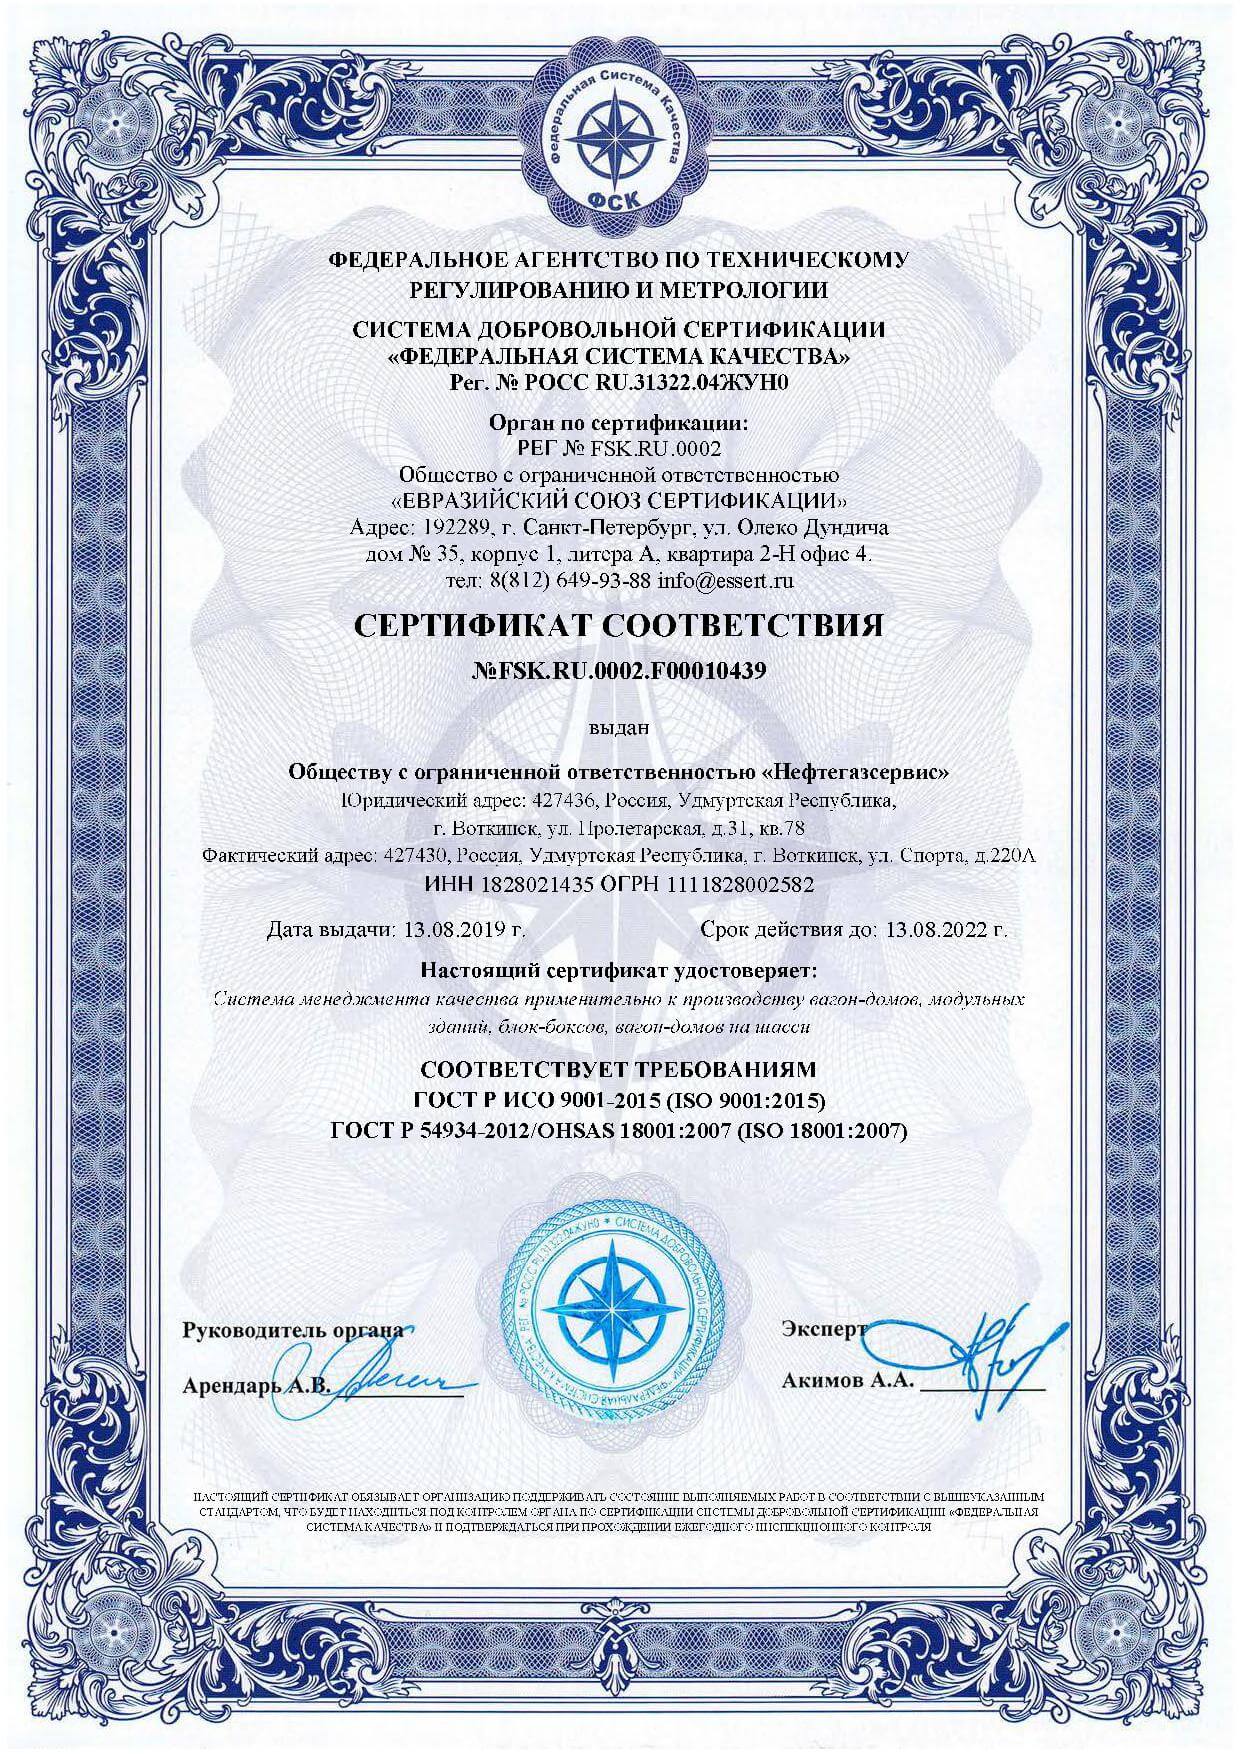 Федеральная Система Качества
ФСК
ФЕДЕРАЛЬНОЕ АГЕНТСТВО ПО ТЕХНИЧЕСКОМУ
РЕГУЛИРОВАНИЮ И МЕТРОЛОГИИ
СИСТЕМА ДОБРОВОЛЬНОЙ СЕРТИФИКАЦИИ
«ФЕДЕРАЛЬНАЯ СИСТЕМА КАЧЕСТВА»
Рег. № РОСС RU.31322.04ЖУН0
Орган по сертификации:
РЕГ № FSK.RU.0002
Общество с ограниченной ответственностью
«ЕВРАЗИЙСКИЙ СОЮЗ СЕРТИФИКАЦИИ»
Адрес: 192289, г. Санкт-Петербург, ул. Олеко Дундича
дом № 35, корпус 1, литера А, квартира 2-Н офис 4.
тел: 8(812) 649-93-88 info@essert.ru
СЕРТИФИКАТ СООТВЕТСТВИЯ
№FSK.RU.0002.F00010439
выдан
Обществу с ограниченной ответственностью «Нефтегазсервис»
Юридический адрес: 427436, Россия, Удмуртская Республика,
г. Воткинск, ул. Пролетарская, д.31, кв.78
Фактический адрес: 427430, Россия, Удмуртская Республика, г. Воткинск, ул. Спорта, д.220А
ИНН 1828021435 ОГРН 1111828002582
Дата выдачи: 13.08.2019 г. Срок действия до: 13.08.2022 г.
Настоящий сертификат удостоверяет:
Система менеджмента качества применительно к производству вагон-домов, модульных
зданий, блок-боксов, вагон-домов на шасси
СООТВЕТСТВУЕТ ТРЕБОВАНИЯМ
ГОСТ Р ИСО 9001-2015 (ISO 9001:2015)
ГОСТ Р 54934-2012/OHSAS 18001:2007 (ISO 18001:2007)
СИСТЕМА ДОБРОВОЛЬНОЙ СЕРТИФИКАЦИИ «ФЕДЕРАЛЬНАЯ СИСТЕМА КАЧЕСТВА» РЕГ. № РОСС RU.31322.04ЖУН0 *
Руководитель органа
Арендарь А.В.
Эксперт
Акимов А.А.
НАСТОЯЩИЙ СЕРТИФИКАТ ОБЯЗЫВАЕТ ОРГАНИЗАЦИЮ ПОДДЕРЖИВАТЬ СОСТОЯНИЕ ВЫПОЛНЯЕМЫХ РАБОТ В СООТВЕТСТВИИ С ВЫШЕУКАЗАННЫМ
СТАНДАРТОМ, ЧТО БУДЕТ НАХОДИТЬСЯ ПОД КОНТРОЛЕМ ОРГАНА ПО СЕРТИФИКАЦИИ СИСТЕМЫ ДОБРОВОЛЬНОЙ СЕРТИФИКАЦИИ «ФЕДЕРАЛЬНАЯ
СИСТЕМА КАЧЕСТВА» И ПОДТВЕРЖДАТЬСЯ ПРИ ПРОХОЖДЕНИИ ЕЖЕГОДНОГО ИНСПЕКЦИОННОГО КОНТРОЛЯ